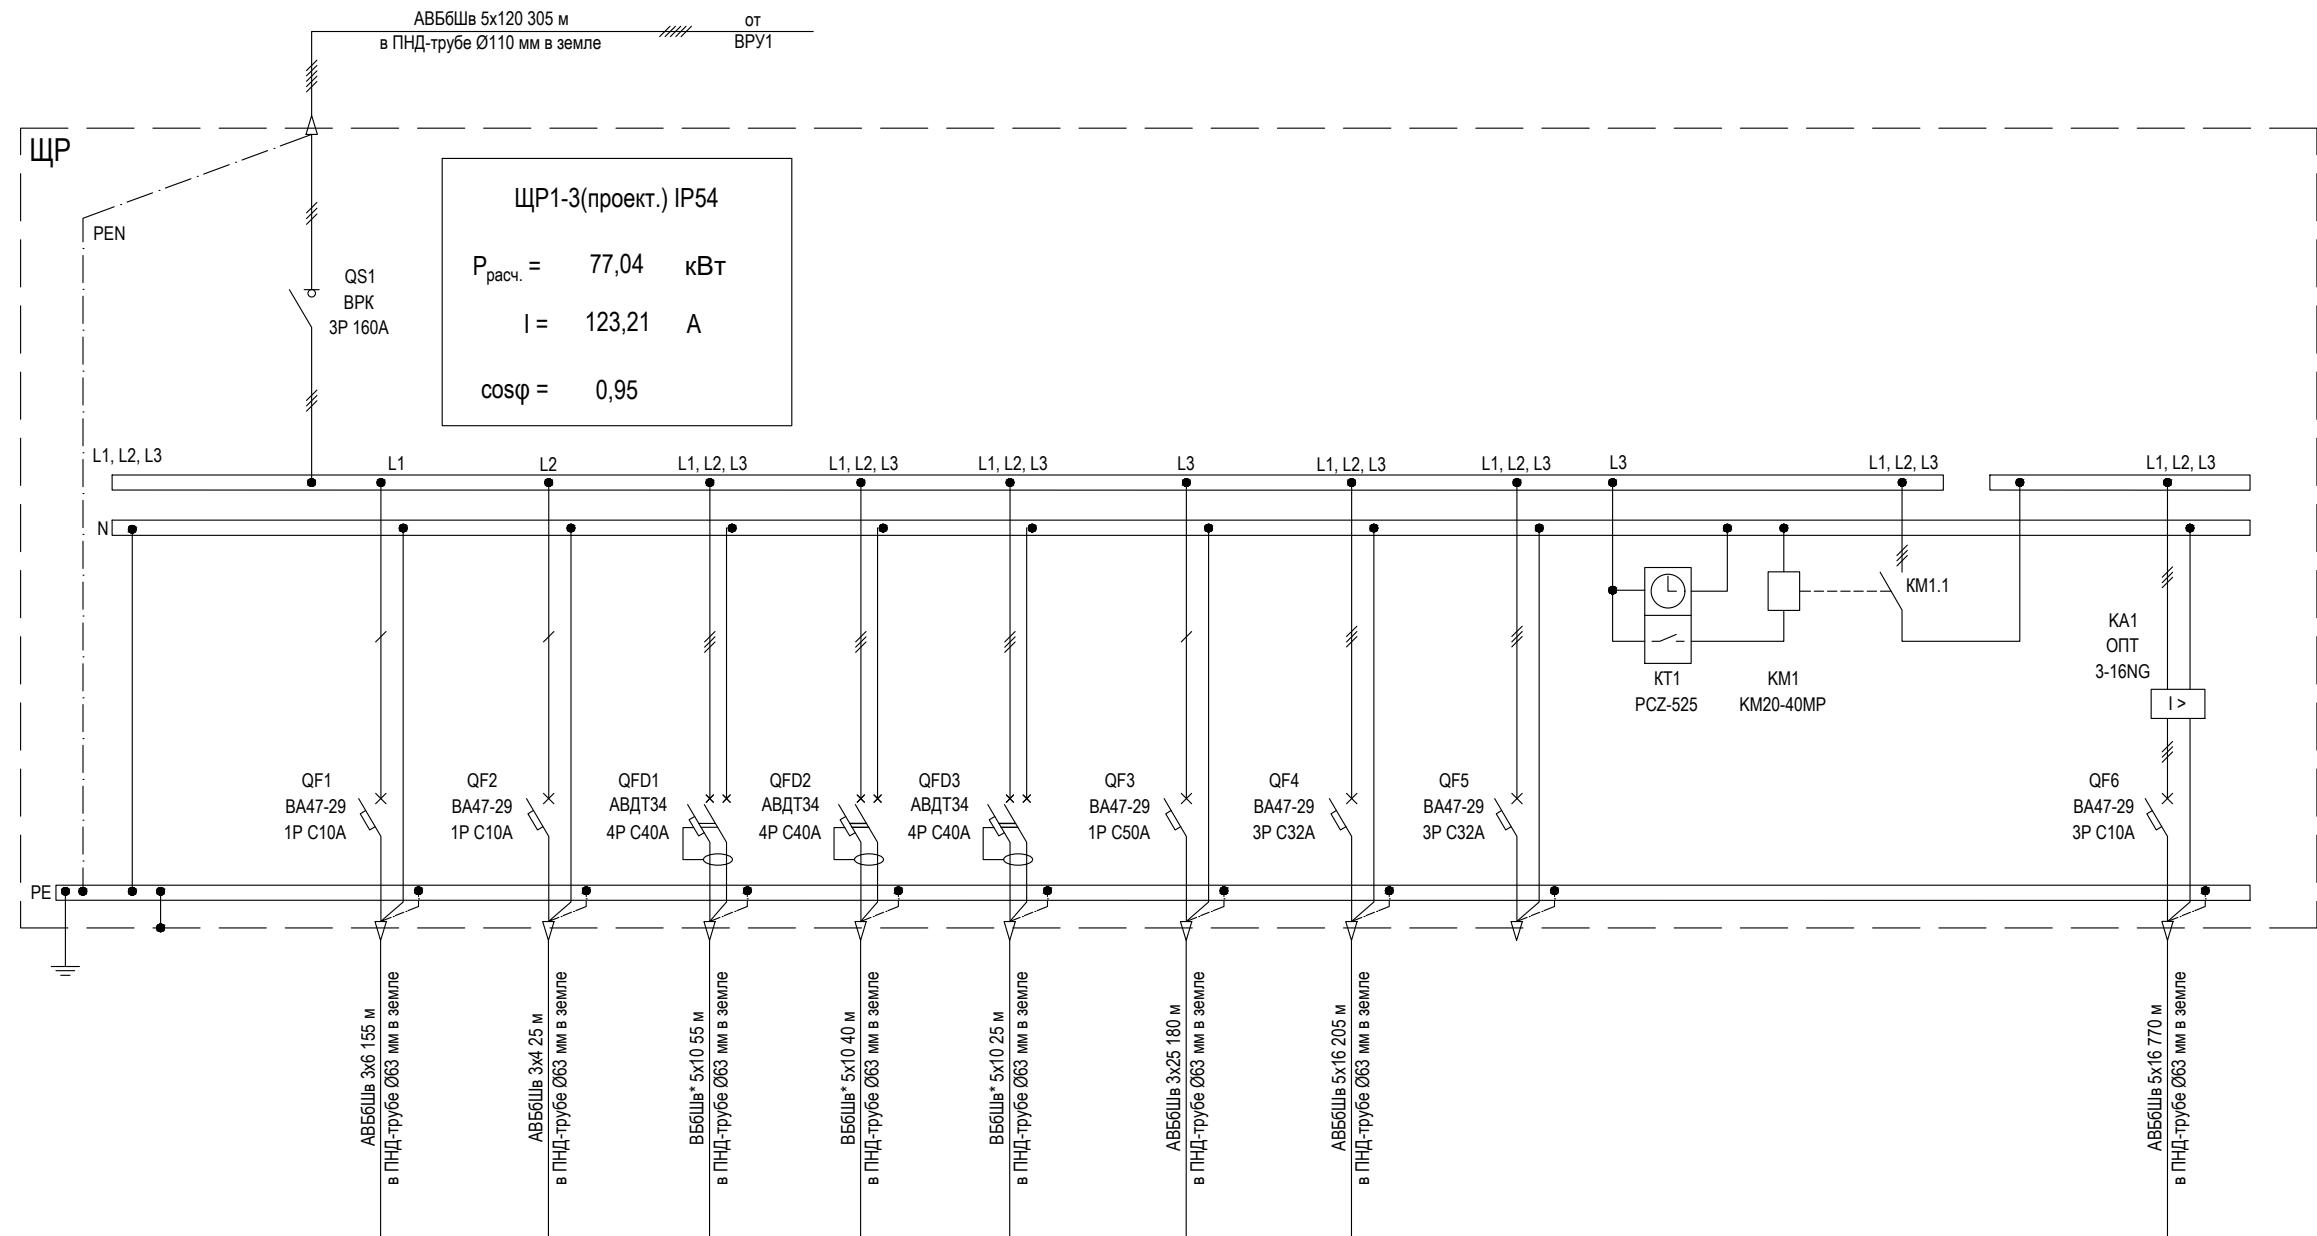 АВБбШв 5х120 305 м
в ПНД-трубе Ø110 мм в земле
от
ВРУ1
ЩР
PEN
ЩР1-3(проект.) IP54
Pрасч. = 77,04 кВт
I = 123,21 А
cosφ = 0,95
QS1
ВРК
3Р 160А
L1, L2, L3
L1
L2
L1, L2, L3
L1, L2, L3
L1, L2, L3
L3
L1, L2, L3
L1, L2, L3
L3
L1, L2, L3
L1, L2, L3
N
KM1.1
КА1
ОПТ
3-16NG
I >
КТ1
PCZ-525
КМ1
КМ20-40МР
QF1
ВА47-29
1Р С10А
QF2
ВА47-29
1Р С10А
QFD1
АВДТ34
4Р С40А
QFD2
АВДТ34
4Р С40А
QFD3
АВДТ34
4Р С40А
QF3
ВА47-29
1Р С50А
QF4
ВА47-29
3Р С32А
QF5
ВА47-29
3Р С32А
QF6
ВА47-29
3Р С10А
PE
АВБбШв 3х6 155 м
в ПНД-трубе Ø63 мм в земле
АВБбШв 3х4 25 м
в ПНД-трубе Ø63 мм в земле
ВБбШв* 5х10 55 м
в ПНД-трубе Ø63 мм в земле
ВБбШв* 5х10 40 м
в ПНД-трубе Ø63 мм в земле
ВБбШв* 5х10 25 м
в ПНД-трубе Ø63 мм в земле
АВБбШв 3х25 180 м
в ПНД-трубе Ø63 мм в земле
АВБбШв 5х16 205 м
в ПНД-трубе Ø63 мм в земле
АВБбШв 5х16 770 м
в ПНД-трубе Ø63 мм в земле